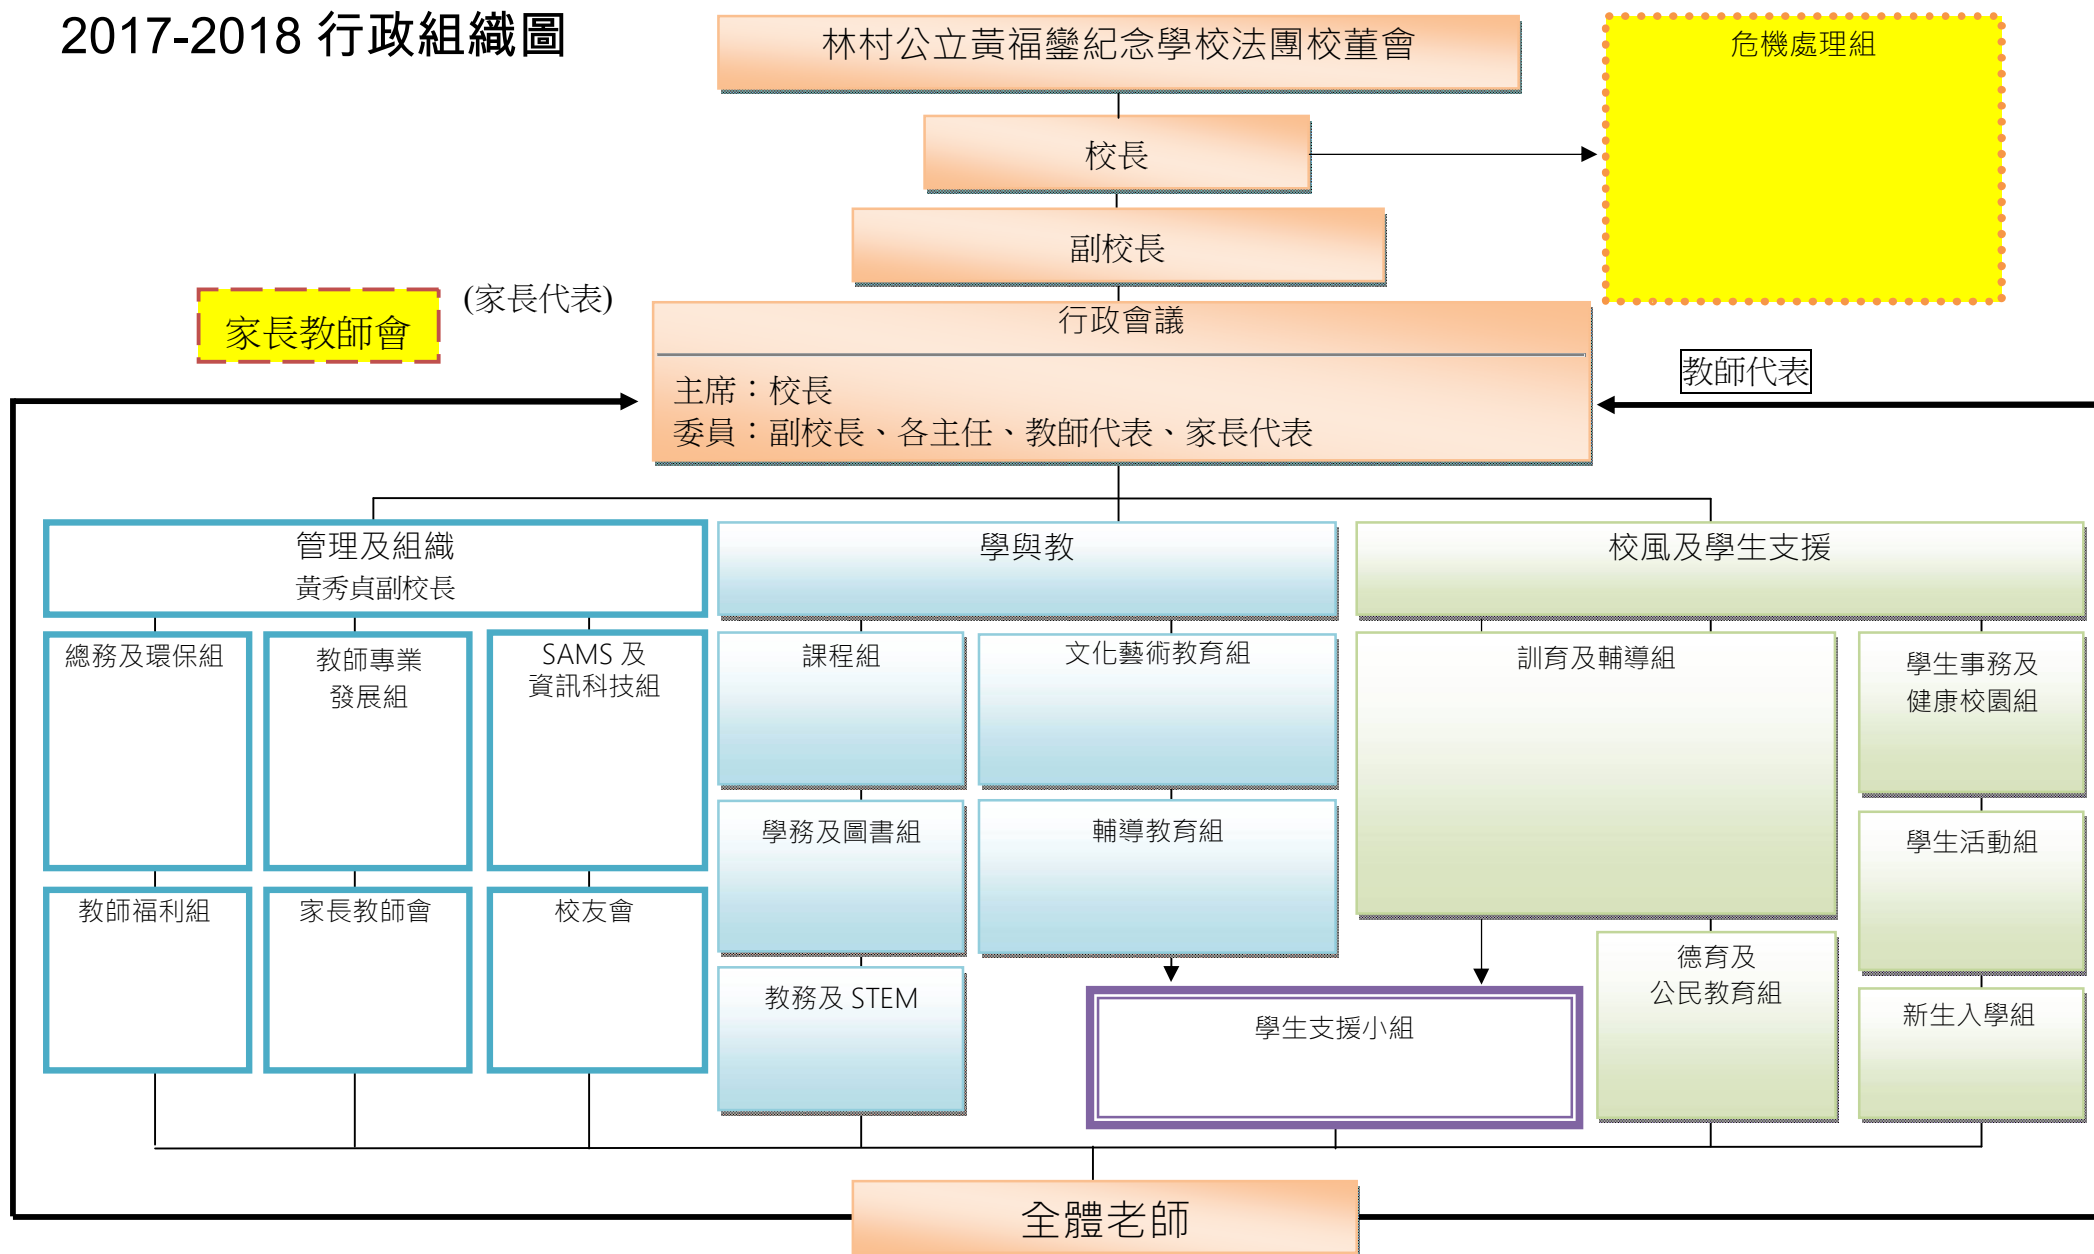 2017-2018 行政組織圖
林村公立黃福鑾紀念學校法團校董會
危機處理組
校長
副校長
家長教師會
(家長代表)
行政會議
主席：校長
委員：副校長、各主任、教師代表、家長代表
教師代表
管理及組織
黃秀貞副校長
學與教
校風及學生支援
總務及環保組
教師專業
發展組
SAMS 及
資訊科技組
課程組
文化藝術教育組
訓育及輔導組
學生事務及
健康校園組
學務及圖書組
輔導教育組
學生活動組
教師福利組
家長教師會
校友會
教務及 STEM
學生支援小組
德育及
公民教育組
新生入學組
全體老師